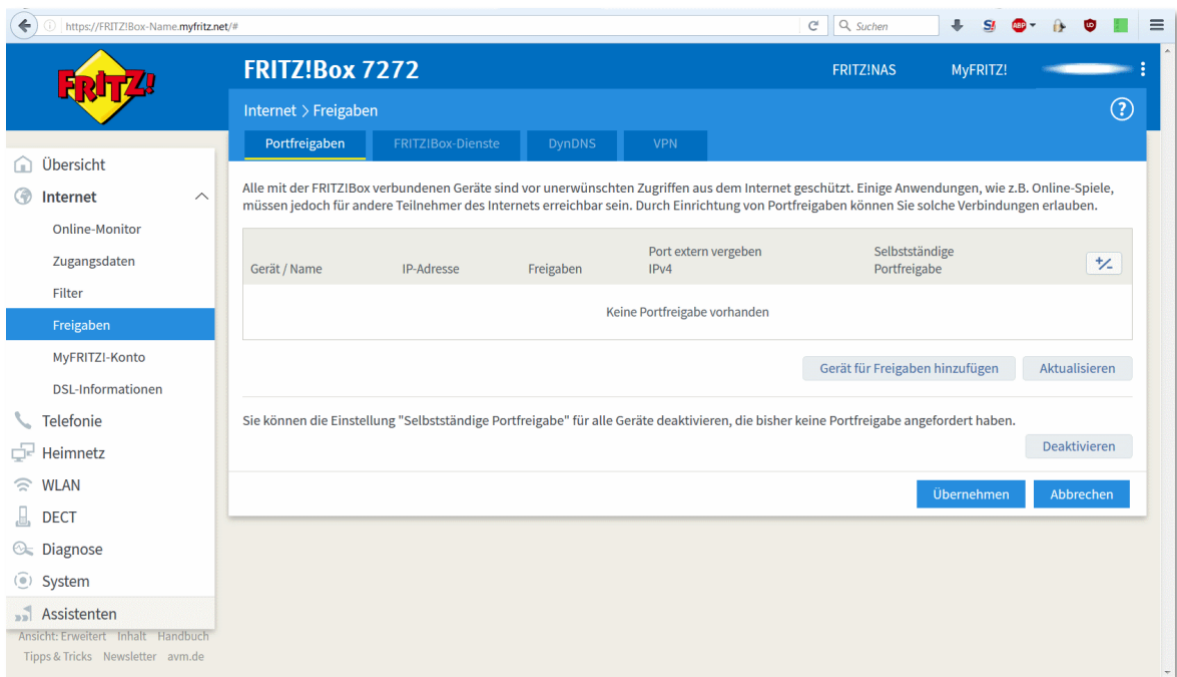 https://FRITZ!Box-Name.myfritz.net/#
Suchen
FRITZ!
FRITZ!Box 7272
FRITZ!NAS
MyFRITZ!
Internet > Freigaben
Portfreigaben
FRITZ!Box-Dienste
DynDNS
VPN
Übersicht
Internet
Online-Monitor
Zugangsdaten
Filter
Freigaben
MyFRITZ!-Konto
DSL-Informationen
Telefonie
Heimnetz
WLAN
DECT
Diagnose
System
Assistenten
Ansicht: Erweitert Inhalt Handbuch
Tipps & Tricks Newsletter avm.de
Alle mit der FRITZ!Box verbundenen Geräte sind vor unerwünschten Zugriffen aus dem Internet geschützt. Einige Anwendungen, wie z.B. Online-Spiele,
müssen jedoch für andere Teilnehmer des Internets erreichbar sein. Durch Einrichtung von Portfreigaben können Sie solche Verbindungen erlauben.
Gerät / Name
IP-Adresse
Freigaben
Port extern vergeben
IPv4
Selbstständige
Portfreigabe
Keine Portfreigabe vorhanden
Gerät für Freigaben hinzufügen
Aktualisieren
Sie können die Einstellung "Selbstständige Portfreigabe" für alle Geräte deaktivieren, die bisher keine Portfreigabe angefordert haben.
Deaktivieren
Übernehmen
Abbrechen